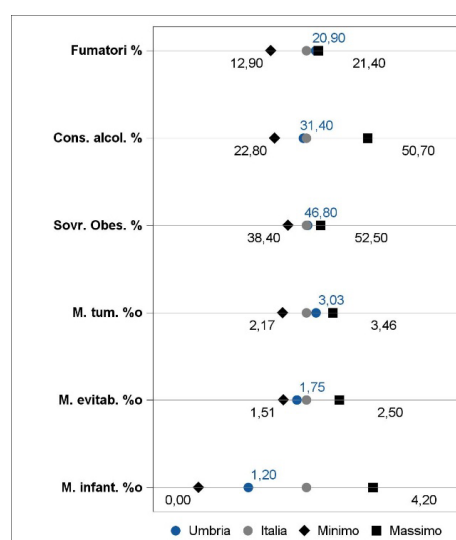 20,90
Fumatori %
12,90 21,40
31,40
Cons. alcol. %
22,80 50,70
46,80
Sovr. Obes. %
38,40 52,50
3,03
M. tum. %o
2,17 3,46
1,75
M. evitab. %o
1,51 2,50
1,20
M. infant. %o
0,00 4,20
Umbria Italia Minimo Massimo